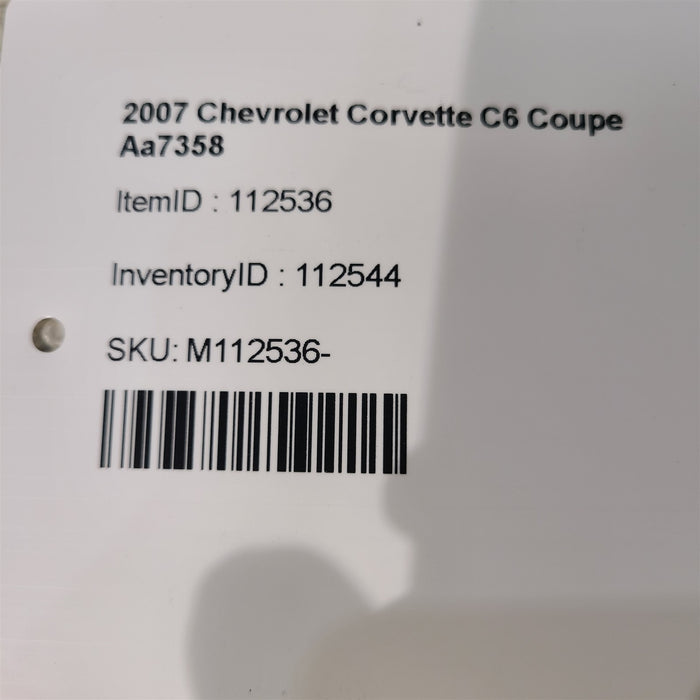 2007 Chevrolet Corvette C6 Coupe
Aa7358
ItemID : 112536
InventoryID : 112544
SKU: M112536-